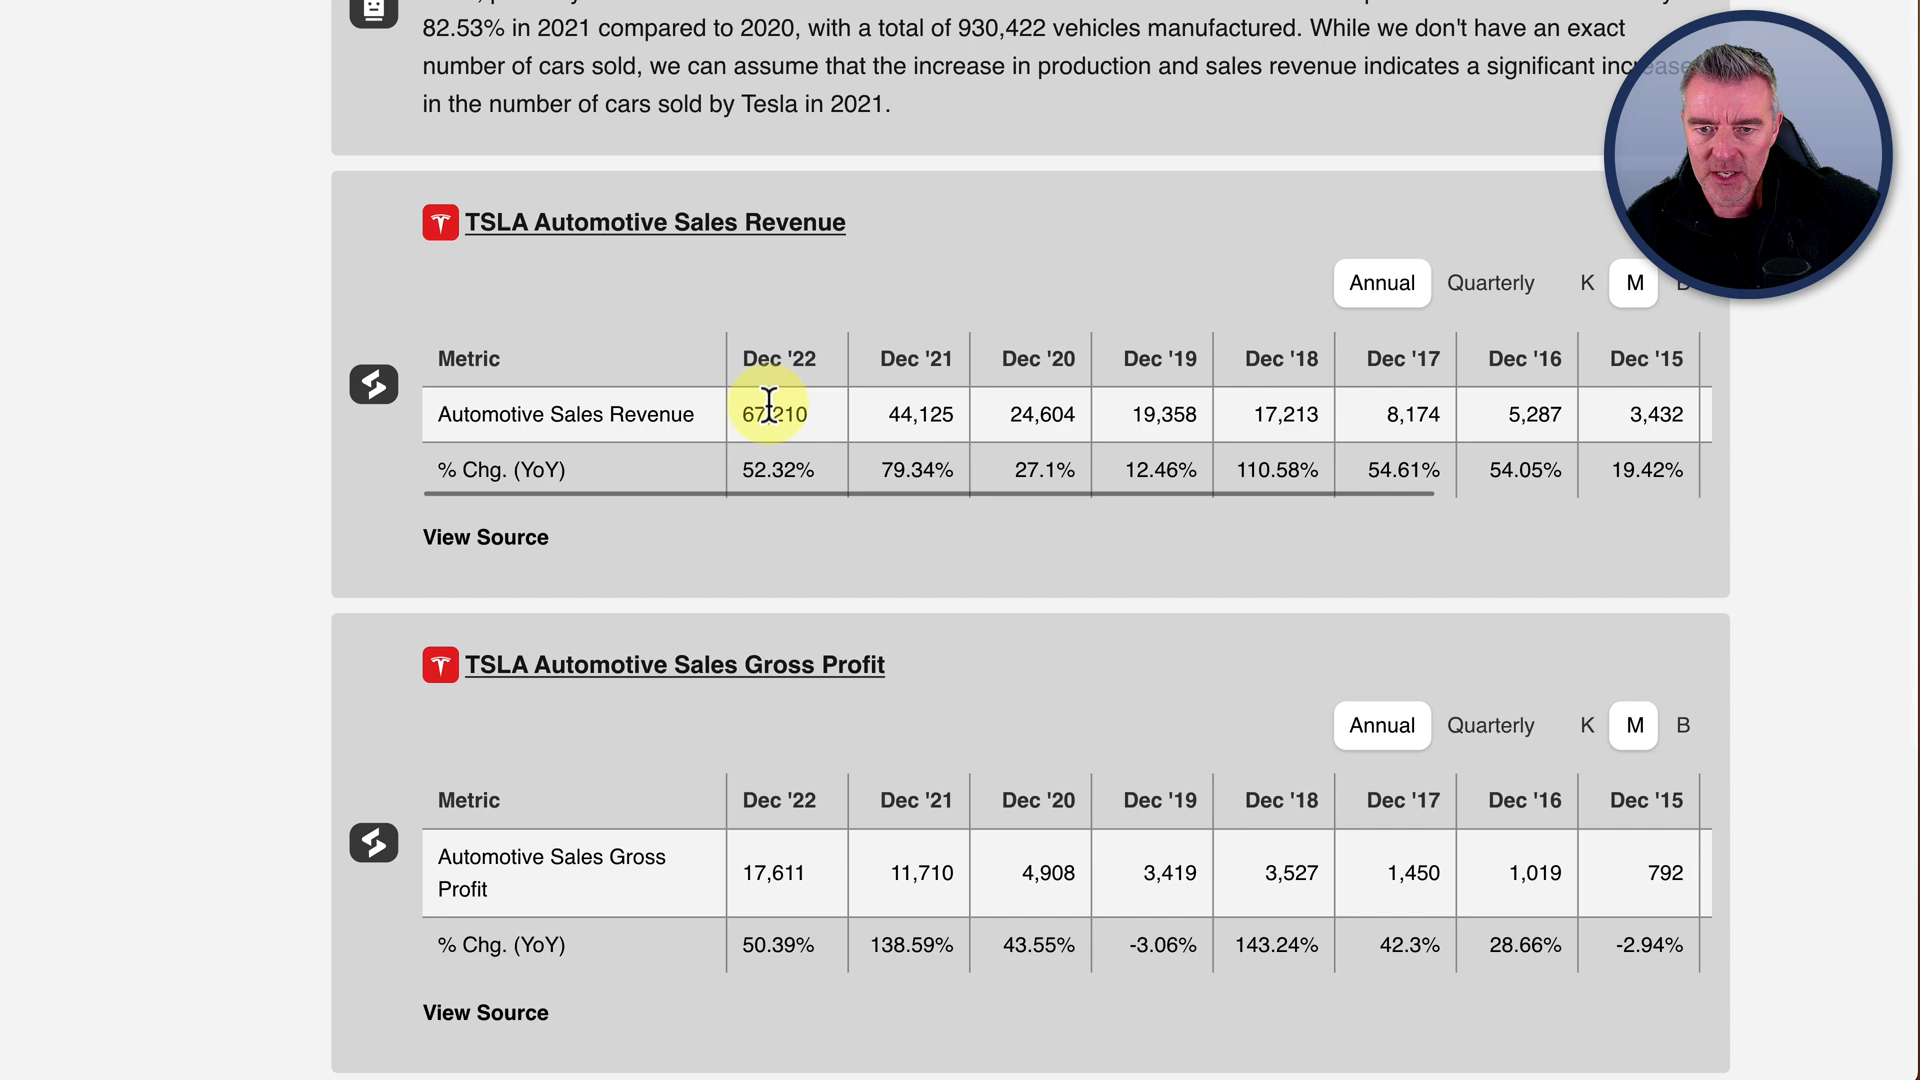 82.53% in 2021 compared to 2020, with a total of 930,422 vehicles manufactured. While we don't have an exact
number of cars sold, we can assume that the increase in production and sales revenue indicates a significant increase
in the number of cars sold by Tesla in 2021.
TSLA Automotive Sales Revenue
Annual Quarterly K M B
Metric Dec '22 Dec '21 Dec '20 Dec '19 Dec '18 Dec '17 Dec '16 Dec '15
Automotive Sales Revenue 67,210 44,125 24,604 19,358 17,213 8,174 5,287 3,432
% Chg. (YoY) 52.32% 79.34% 27.1% 12.46% 110.58% 54.61% 54.05% 19.42%
View Source
TSLA Automotive Sales Gross Profit
Annual Quarterly K M B
Metric Dec '22 Dec '21 Dec '20 Dec '19 Dec '18 Dec '17 Dec '16 Dec '15
Automotive Sales Gross
Profit 17,611 11,710 4,908 3,419 3,527 1,450 1,019 792
% Chg. (YoY) 50.39% 138.59% 43.55% -3.06% 143.24% 42.3% 28.66% -2.94%
View Source